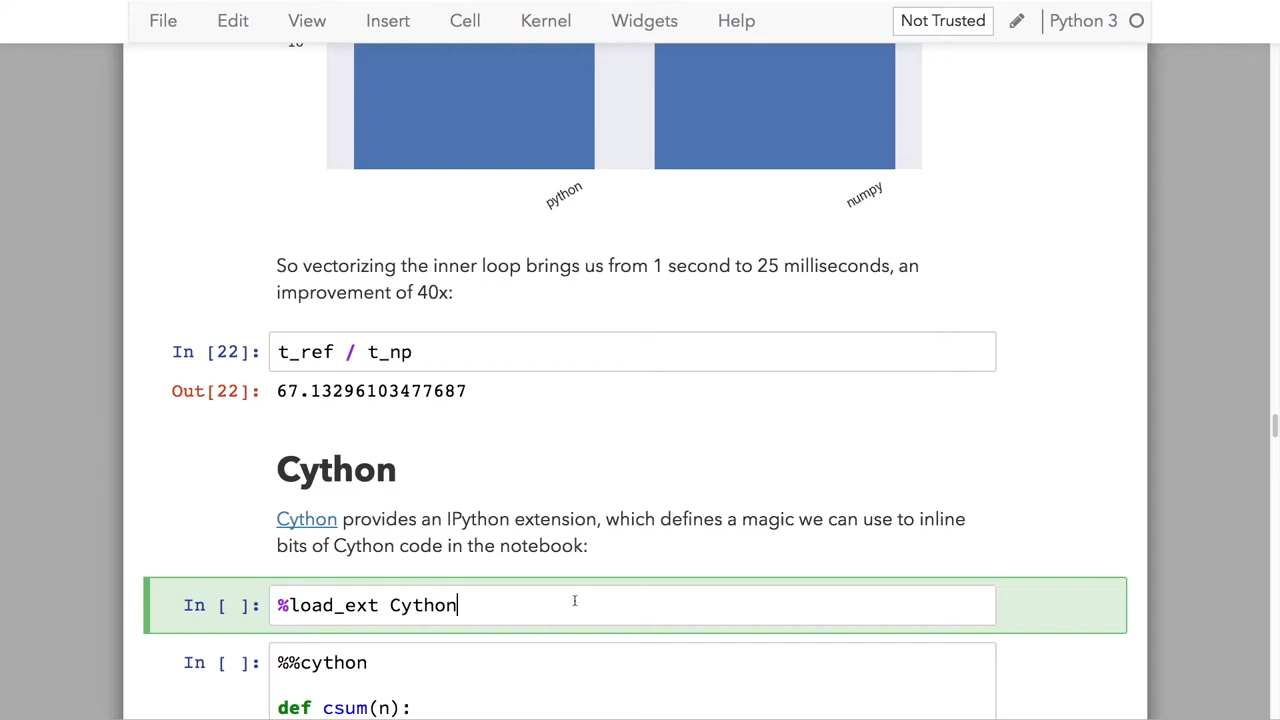 File Edit View Insert Cell Kernel Widgets Help Not Trusted Python 3
python numpy
So vectorizing the inner loop brings us from 1 second to 25 milliseconds, an
improvement of 40x:
In [22]: t_ref / t_np
Out[22]: 67.13296103477687
Cython
Cython provides an IPython extension, which defines a magic we can use to inline
bits of Cython code in the notebook:
In [ ]: %load_ext Cython
In [ ]: %%cython
def csum(n):